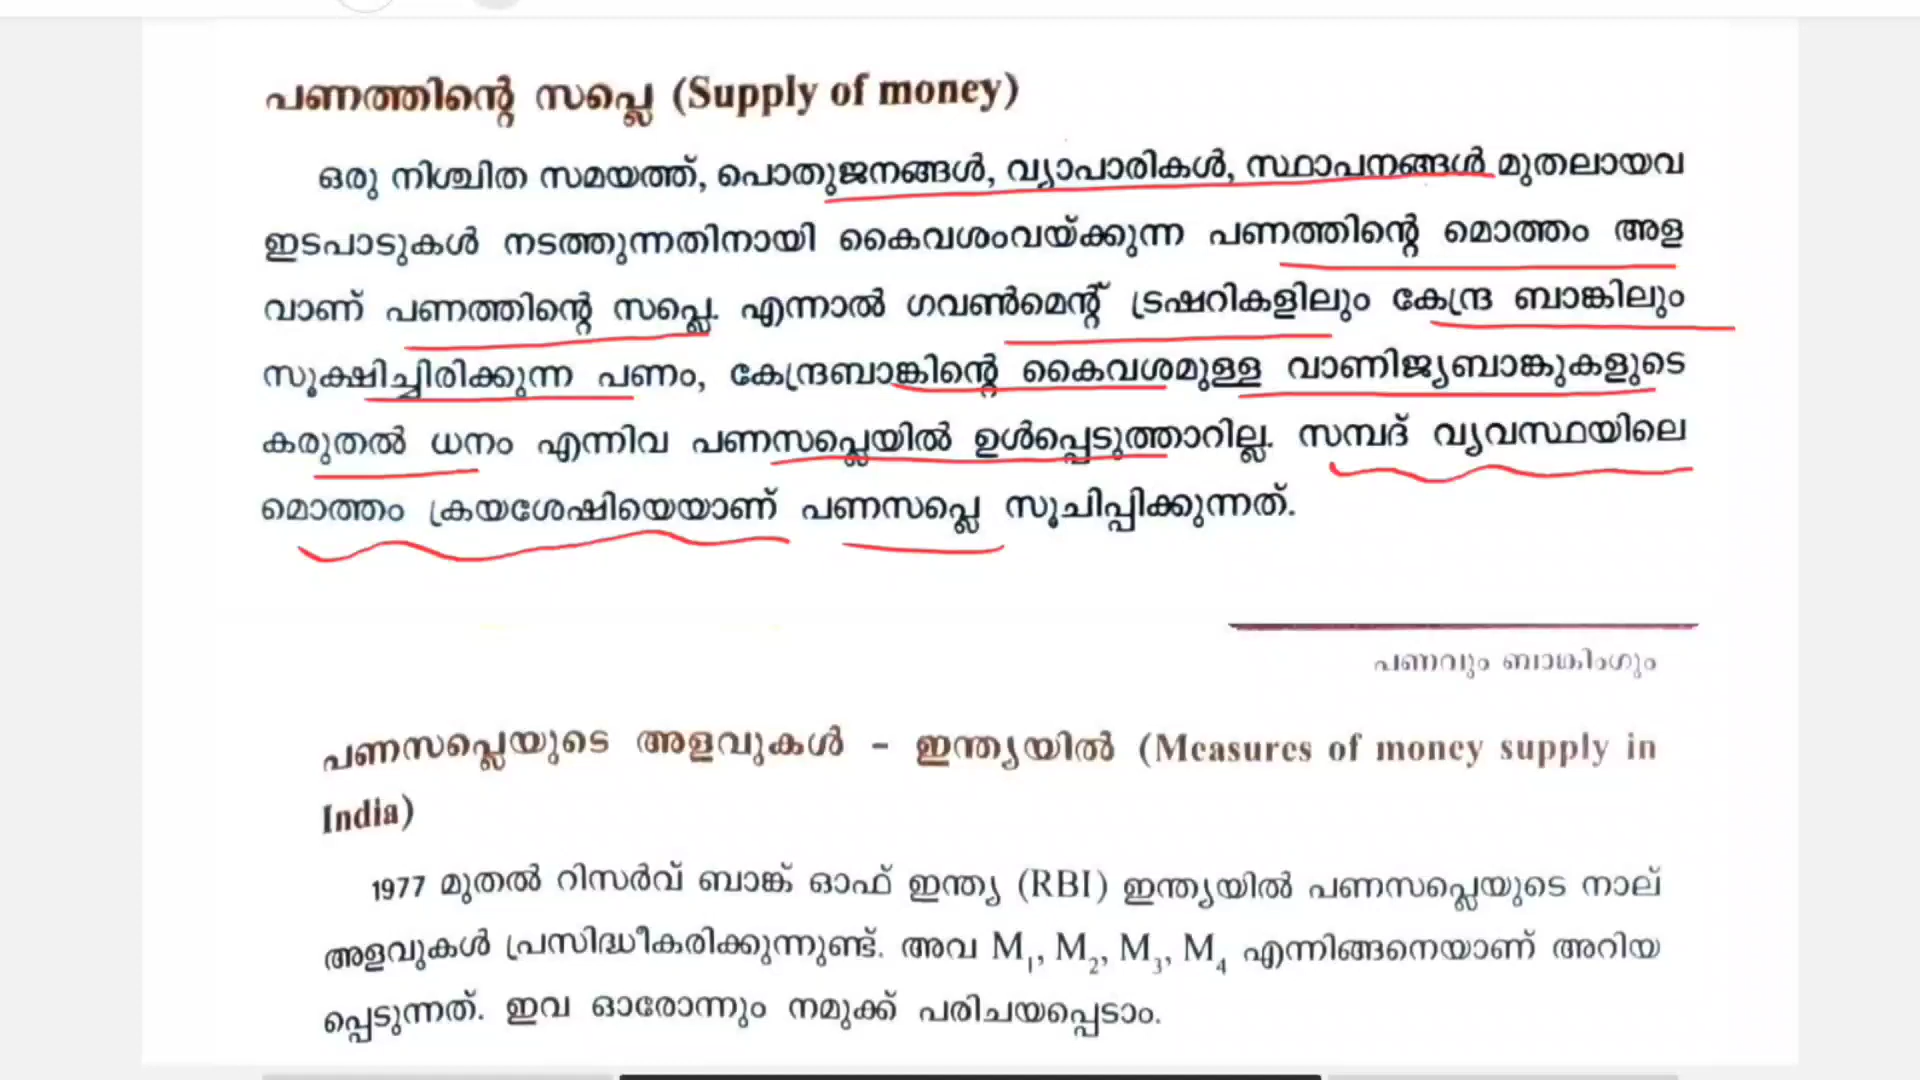 പണത്തിന്റെ സപ്ലൈ (Supply of money)
ഒരു നിശ്ചിത സമയത്ത്, പൊതുജനങ്ങൾ, വ്യാപാരികൾ, സ്ഥാപനങ്ങൾ മുതലായവ
ഇടപാടുകൾ നടത്തുന്നതിനായി കൈവശംവയ്ക്കുന്ന പണത്തിന്റെ മൊത്തം അള
വാണ് പണത്തിന്റെ സപ്ലൈ. എന്നാൽ ഗവൺമെന്റ് ട്രഷറികളിലും കേന്ദ്ര ബാങ്കിലും
സൂക്ഷിച്ചിരിക്കുന്ന പണം, കേന്ദ്രബാങ്കിന്റെ കൈവശമുള്ള വാണിജ്യബാങ്കുകളുടെ
കരുതൽ ധനം എന്നിവ പണസപ്ലൈയിൽ ഉൾപ്പെടുത്താറില്ല. സമ്പദ് വ്യവസ്ഥയിലെ
മൊത്തം ക്രയശേഷിയെയാണ് പണസപ്ലൈ സൂചിപ്പിക്കുന്നത്.
പണവും ബാങ്കിംഗും
പണസപ്ലൈയുടെ അളവുകൾ - ഇന്ത്യയിൽ (Measures of money supply in
India)
1977 മുതൽ റിസർവ് ബാങ്ക് ഓഫ് ഇന്ത്യ (RBI) ഇന്ത്യയിൽ പണസപ്ലൈയുടെ നാല്
അളവുകൾ പ്രസിദ്ധീകരിക്കുന്നുണ്ട്. അവ M₁, M₂, M₃, M₄ എന്നിങ്ങനെയാണ് അറിയ
പ്പെടുന്നത്. ഇവ ഓരോന്നും നമുക്ക് പരിചയപ്പെടാം.